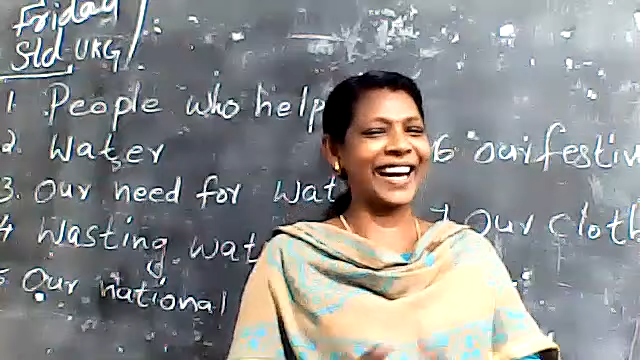 Friday
Std UKG
1. People who help
2. Water
3. Our need for Wat
4 Wasting wat
5 Our national
6 our festiv
7 Our cloth